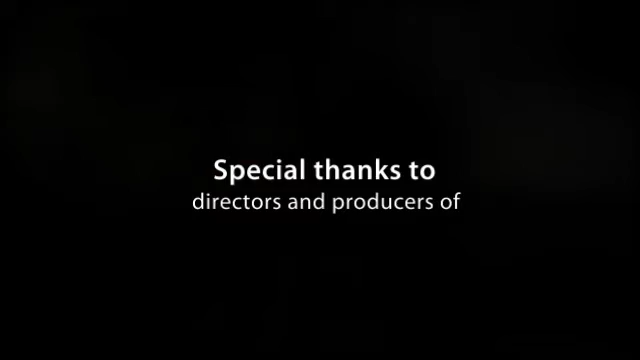 Special thanks to
directors and producers of